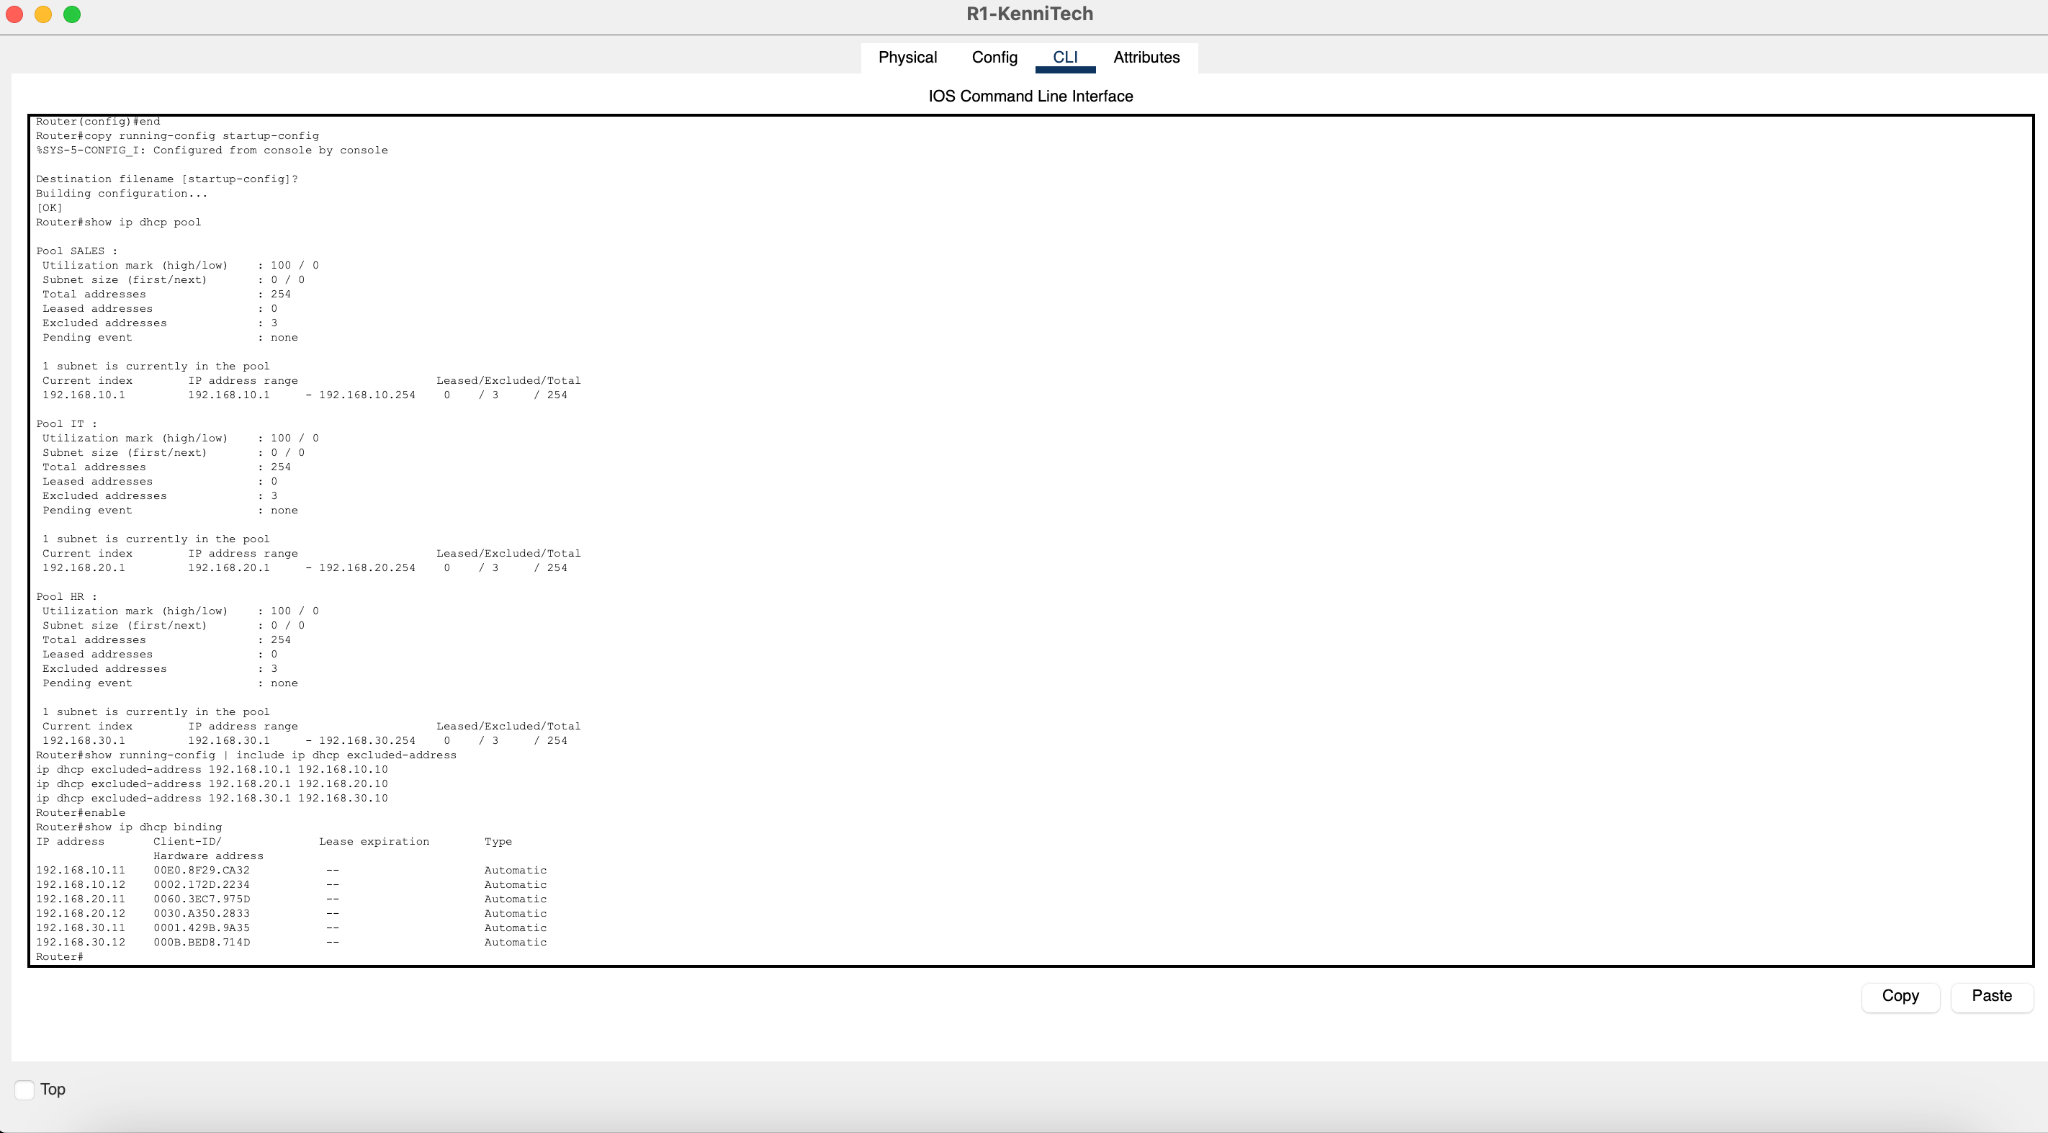 R1-KenniTech
Physical Config CLI Attributes
IOS Command Line Interface
Router(config)#end
Router#copy running-config startup-config
%SYS-5-CONFIG_I: Configured from console by console
Destination filename [startup-config]?
Building configuration...
[OK]
Router#show ip dhcp pool
Pool SALES :
Utilization mark (high/low) : 100 / 0
Subnet size (first/next) : 0 / 0
Total addresses : 254
Leased addresses : 0
Excluded addresses : 3
Pending event : none
1 subnet is currently in the pool
Current index IP address range Leased/Excluded/Total
192.168.10.1 192.168.10.1 - 192.168.10.254 0 / 3 / 254
Pool IT :
Utilization mark (high/low) : 100 / 0
Subnet size (first/next) : 0 / 0
Total addresses : 254
Leased addresses : 0
Excluded addresses : 3
Pending event : none
1 subnet is currently in the pool
Current index IP address range Leased/Excluded/Total
192.168.20.1 192.168.20.1 - 192.168.20.254 0 / 3 / 254
Pool HR :
Utilization mark (high/low) : 100 / 0
Subnet size (first/next) : 0 / 0
Total addresses : 254
Leased addresses : 0
Excluded addresses : 3
Pending event : none
1 subnet is currently in the pool
Current index IP address range Leased/Excluded/Total
192.168.30.1 192.168.30.1 - 192.168.30.254 0 / 3 / 254
Router#show running-config | include ip dhcp excluded-address
ip dhcp excluded-address 192.168.10.1 192.168.10.10
ip dhcp excluded-address 192.168.20.1 192.168.20.10
ip dhcp excluded-address 192.168.30.1 192.168.30.10
Router#enable
Router#show ip dhcp binding
IP address Client-ID/ Lease expiration Type
Hardware address
192.168.10.11 00E0.8F29.CA32 -- Automatic
192.168.10.12 0002.172D.2234 -- Automatic
192.168.20.11 0060.3EC7.975D -- Automatic
192.168.20.12 0030.A350.2833 -- Automatic
192.168.30.11 0001.429B.9A35 -- Automatic
192.168.30.12 000B.BED8.714D -- Automatic
Router#
Copy Paste
Top